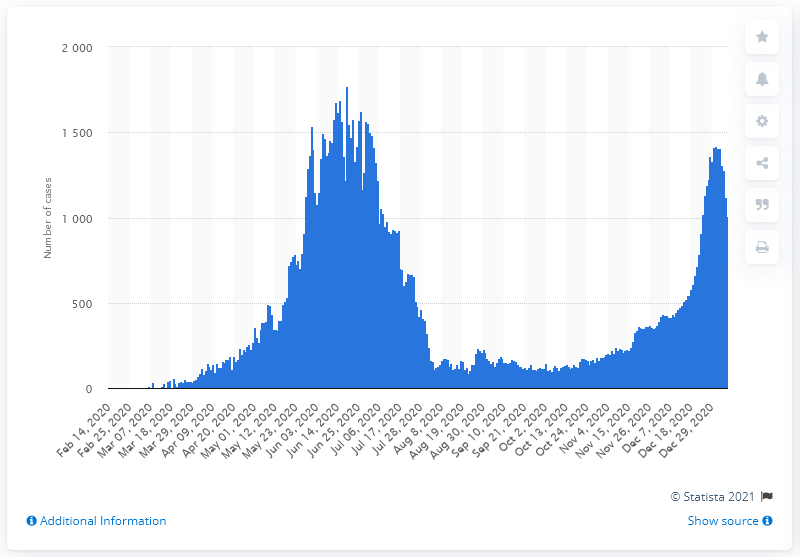 2 000
1 500
1 000
500
0
Number of cases
Feb 14, 2020
Feb 25, 2020
Mar 07, 2020
Mar 18, 2020
Mar 29, 2020
Apr 09, 2020
Apr 20, 2020
May 01, 2020
May 12, 2020
May 23, 2020
Jun 03, 2020
Jun 14, 2020
Jun 25, 2020
Jul 06, 2020
Jul 17, 2020
Jul 28, 2020
Aug 8, 2020
Aug 19, 2020
Aug 30, 2020
Sep 10, 2020
Sep 21, 2020
Oct 2, 2020
Oct 13, 2020
Oct 24, 2020
Nov 4, 2020
Nov 15, 2020
Nov 26, 2020
Dec 7, 2020
Dec 18, 2020
Dec 29, 2020
© Statista 2021
Additional Information
Show source